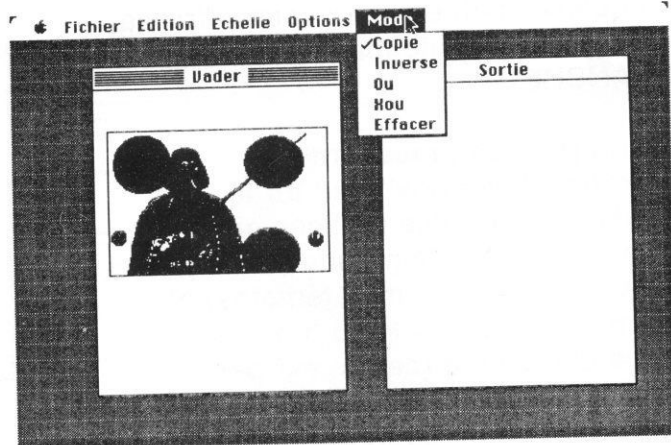 Fichier Edition Echelle Options Mode
Vader
Sortie
✓Copie
Inverse
Ou
Xou
Effacer